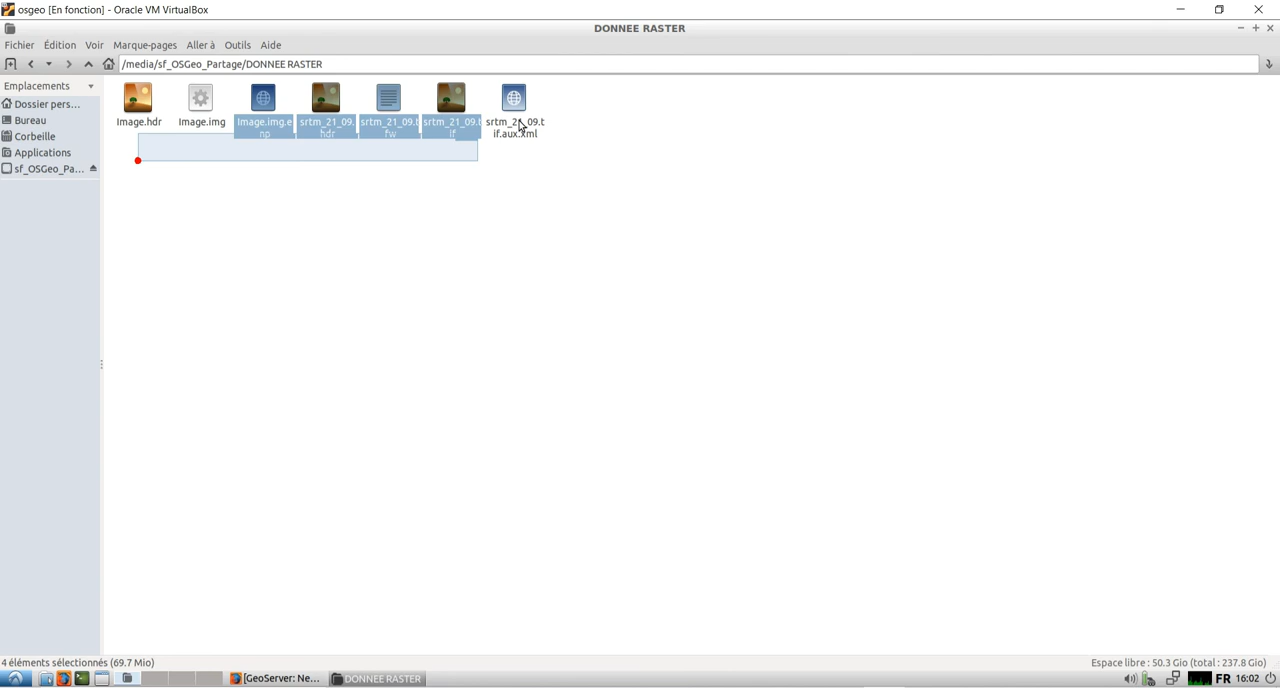 osgeo [En fonction] - Oracle VM VirtualBox
DONNEE RASTER
Fichier Édition Voir Marque-pages Aller à Outils Aide
/media/sf_OSGeo_Partage/DONNEE RASTER
Emplacements
Dossier pers...
Bureau
Corbeille
Applications
sf_OSGeo_Pa...
Image.hdr
Image.img
Image.img.e
np
srtm_21_09.
hdr
srtm_21_09.t
fw
srtm_21_09.t
if
srtm_21_09.t
if.aux.xml
4 éléments sélectionnés (69.7 Mio)
Espace libre : 50.3 Gio (total : 237.8 Gio)
[GeoServer: Ne...
DONNEE RASTER
FR 16:02